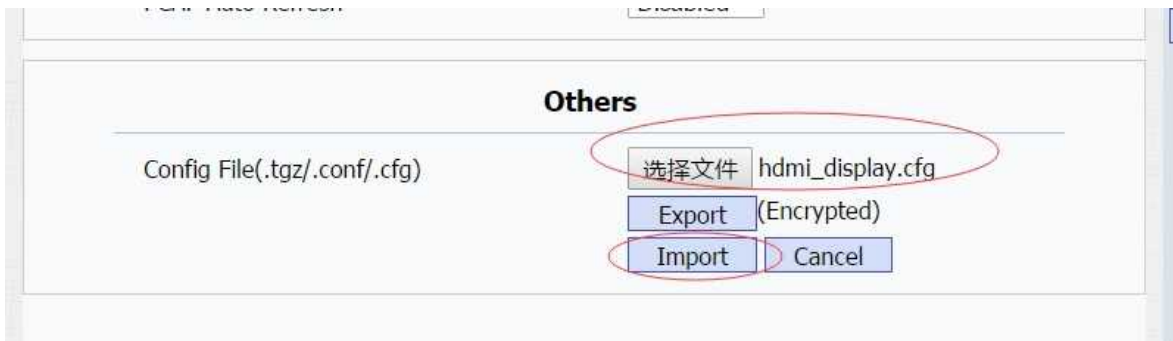 Others
Config File(.tgz/.conf/.cfg) 选择文件 hdmi_display.cfg
Export (Encrypted)
Import Cancel